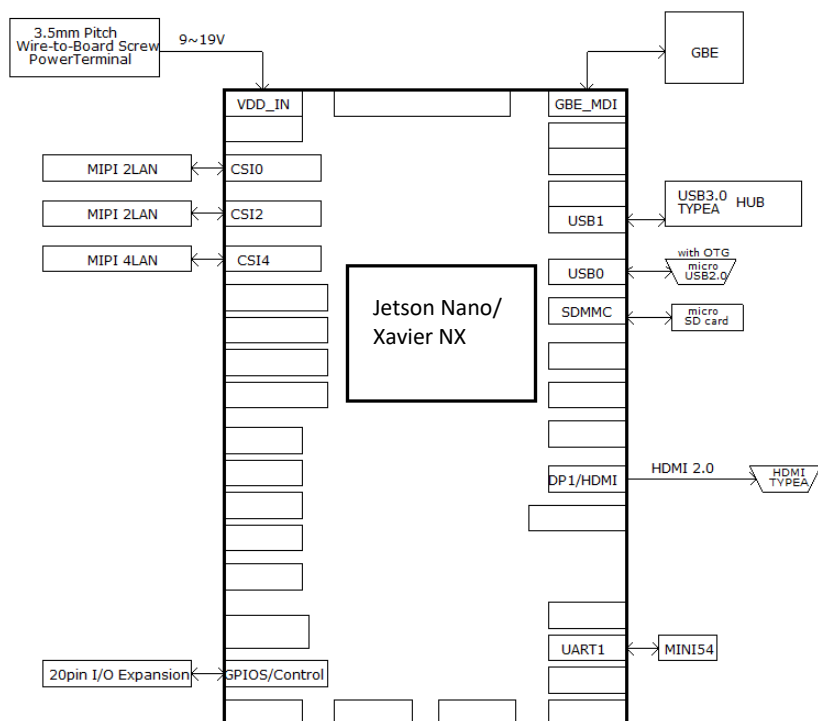 3.5mm Pitch
Wire-to-Board Screw
PowerTerminal
9~19V
GBE
VDD_IN
GBE_MDI
MIPI 2LAN
CSI0
MIPI 2LAN
CSI2
USB1
USB3.0
TYPEA HUB
MIPI 4LAN
CSI4
USB0
with OTG
micro
USB2.0
Jetson Nano/
Xavier NX
SDMMC
micro
SD card
DP1/HDMI
HDMI 2.0
HDMI
TYPEA
UART1
MINI54
20pin I/O Expansion
GPIOS/Control